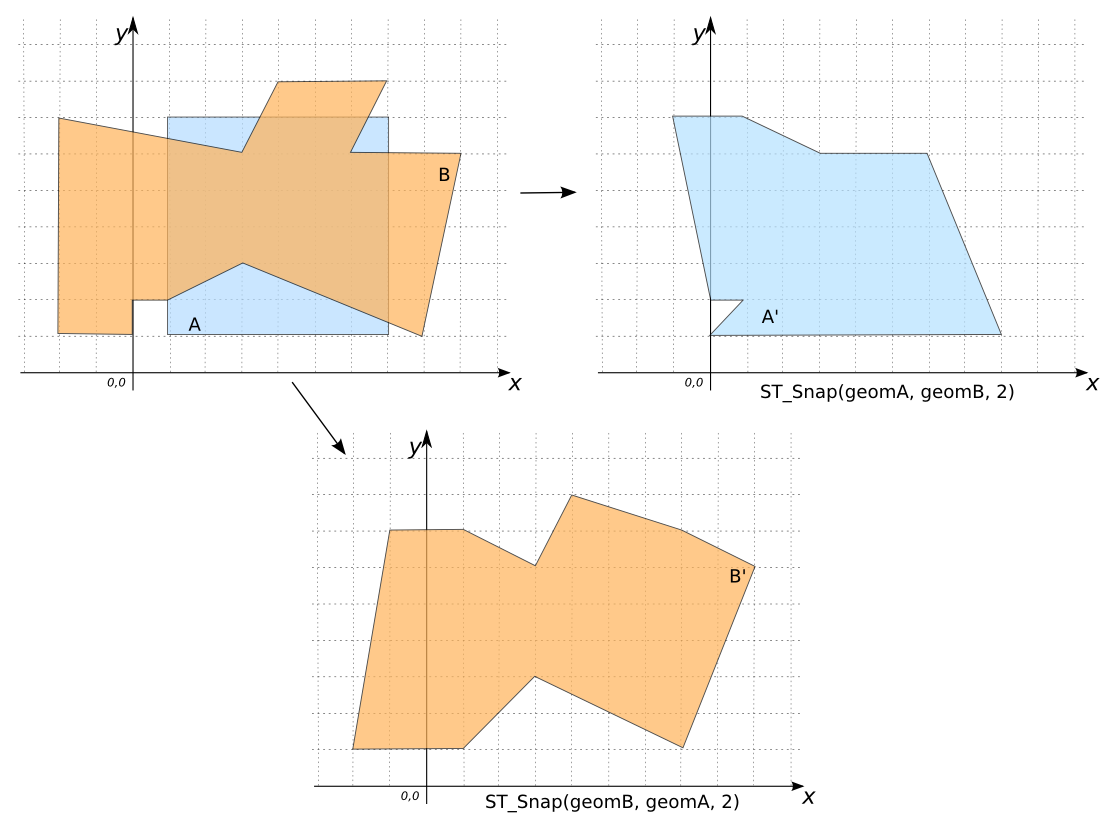 y
B
A
0,0
x
y
A'
0,0
x
ST_Snap(geomA, geomB, 2)
y
B'
0,0
x
ST_Snap(geomB, geomA, 2)